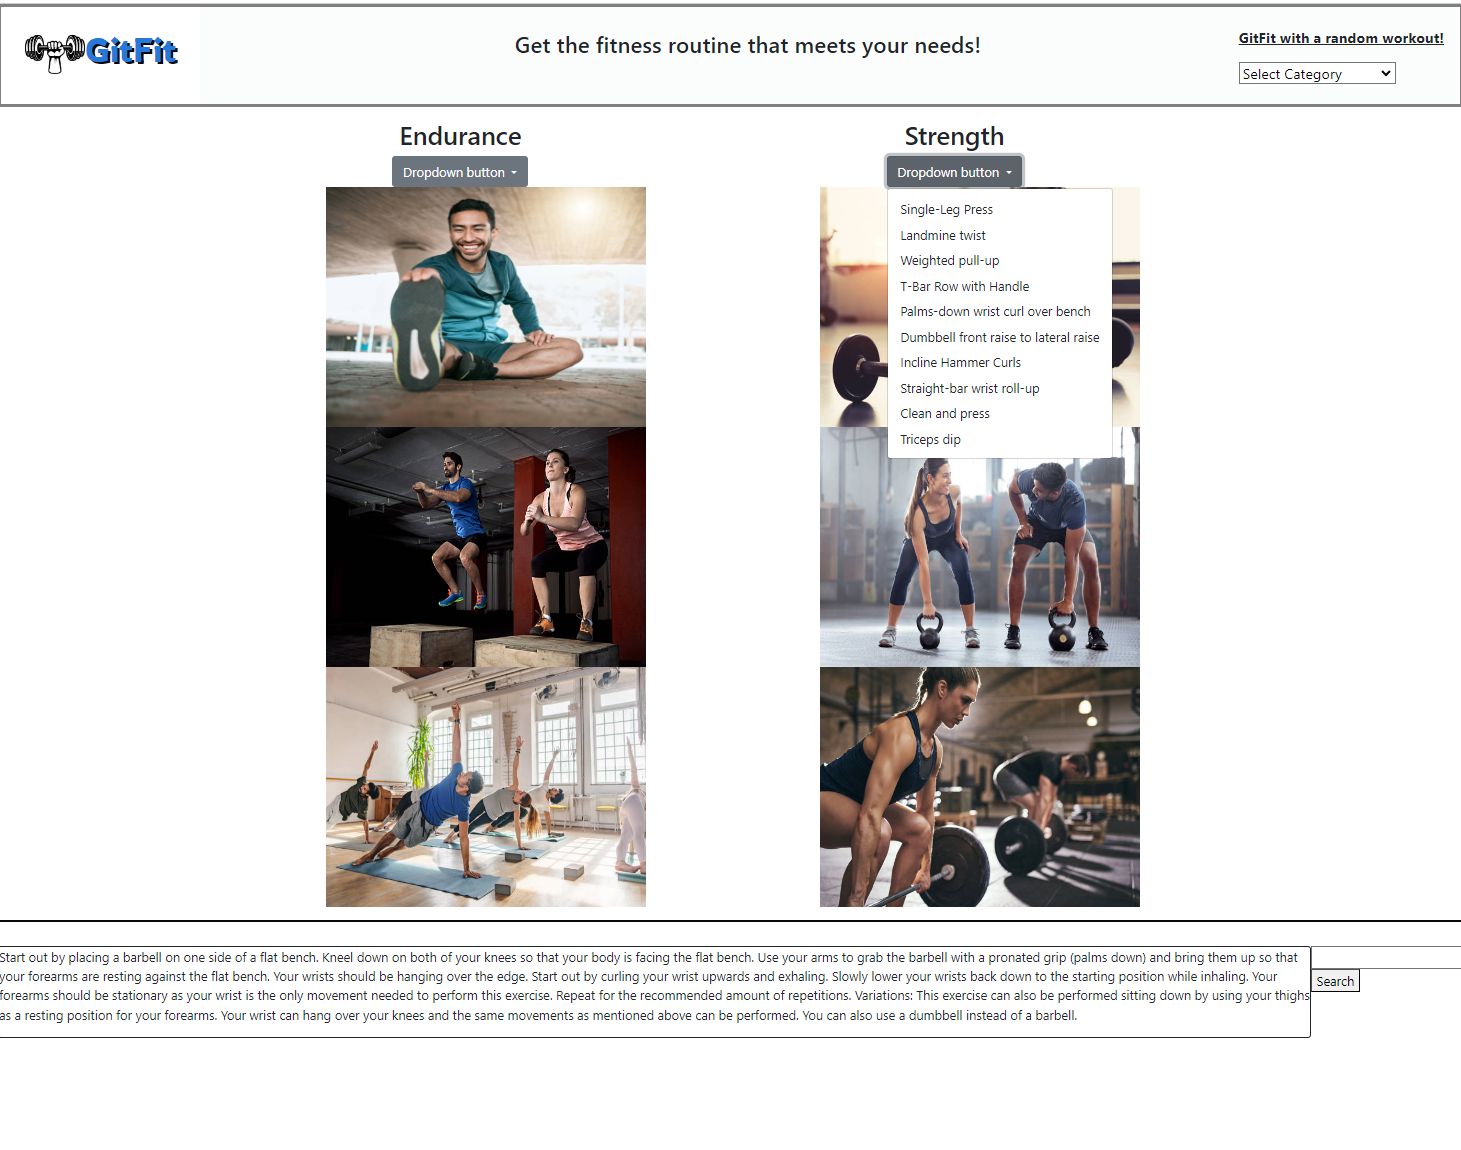 GitFit
Get the fitness routine that meets your needs!
GitFit with a random workout!
Select Category
Endurance
Dropdown button
Strength
Dropdown button
Single-Leg Press
Landmine twist
Weighted pull-up
T-Bar Row with Handle
Palms-down wrist curl over bench
Dumbbell front raise to lateral raise
Incline Hammer Curls
Straight-bar wrist roll-up
Clean and press
Triceps dip
Start out by placing a barbell on one side of a flat bench. Kneel down on both of your knees so that your body is facing the flat bench. Use your arms to grab the barbell with a pronated grip (palms down) and bring them up so that
your forearms are resting against the flat bench. Your wrists should be hanging over the edge. Start out by curling your wrist upwards and exhaling. Slowly lower your wrists back down to the starting position while inhaling. Your
forearms should be stationary as your wrist is the only movement needed to perform this exercise. Repeat for the recommended amount of repetitions. Variations: This exercise can also be performed sitting down by using your thighs
as a resting position for your forearms. Your wrist can hang over your knees and the same movements as mentioned above can be performed. You can also use a dumbbell instead of a barbell.
Search